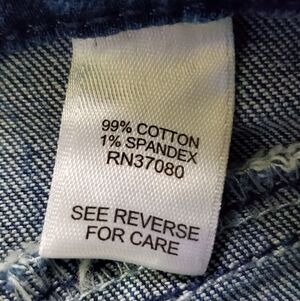 99% COTTON
1% SPANDEX
RN37080
SEE REVERSE
FOR CARE